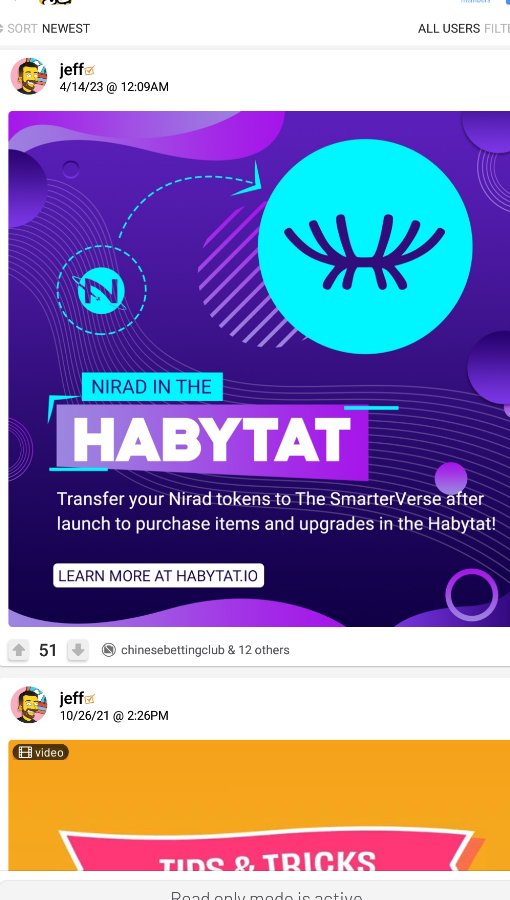 SORT NEWEST
ALL USERS
jeff
4/14/23 @ 12:09AM
N
NIRAD IN THE
HABYTAT
Transfer your Nirad tokens to The SmarterVerse after
launch to purchase items and upgrades in the Habytat!
LEARN MORE AT HABYTAT.IO
51
chinesebettingclub & 12 others
jeff
10/26/21 @ 2:26PM
video
TIPS & TRICKS
Read only mode is active